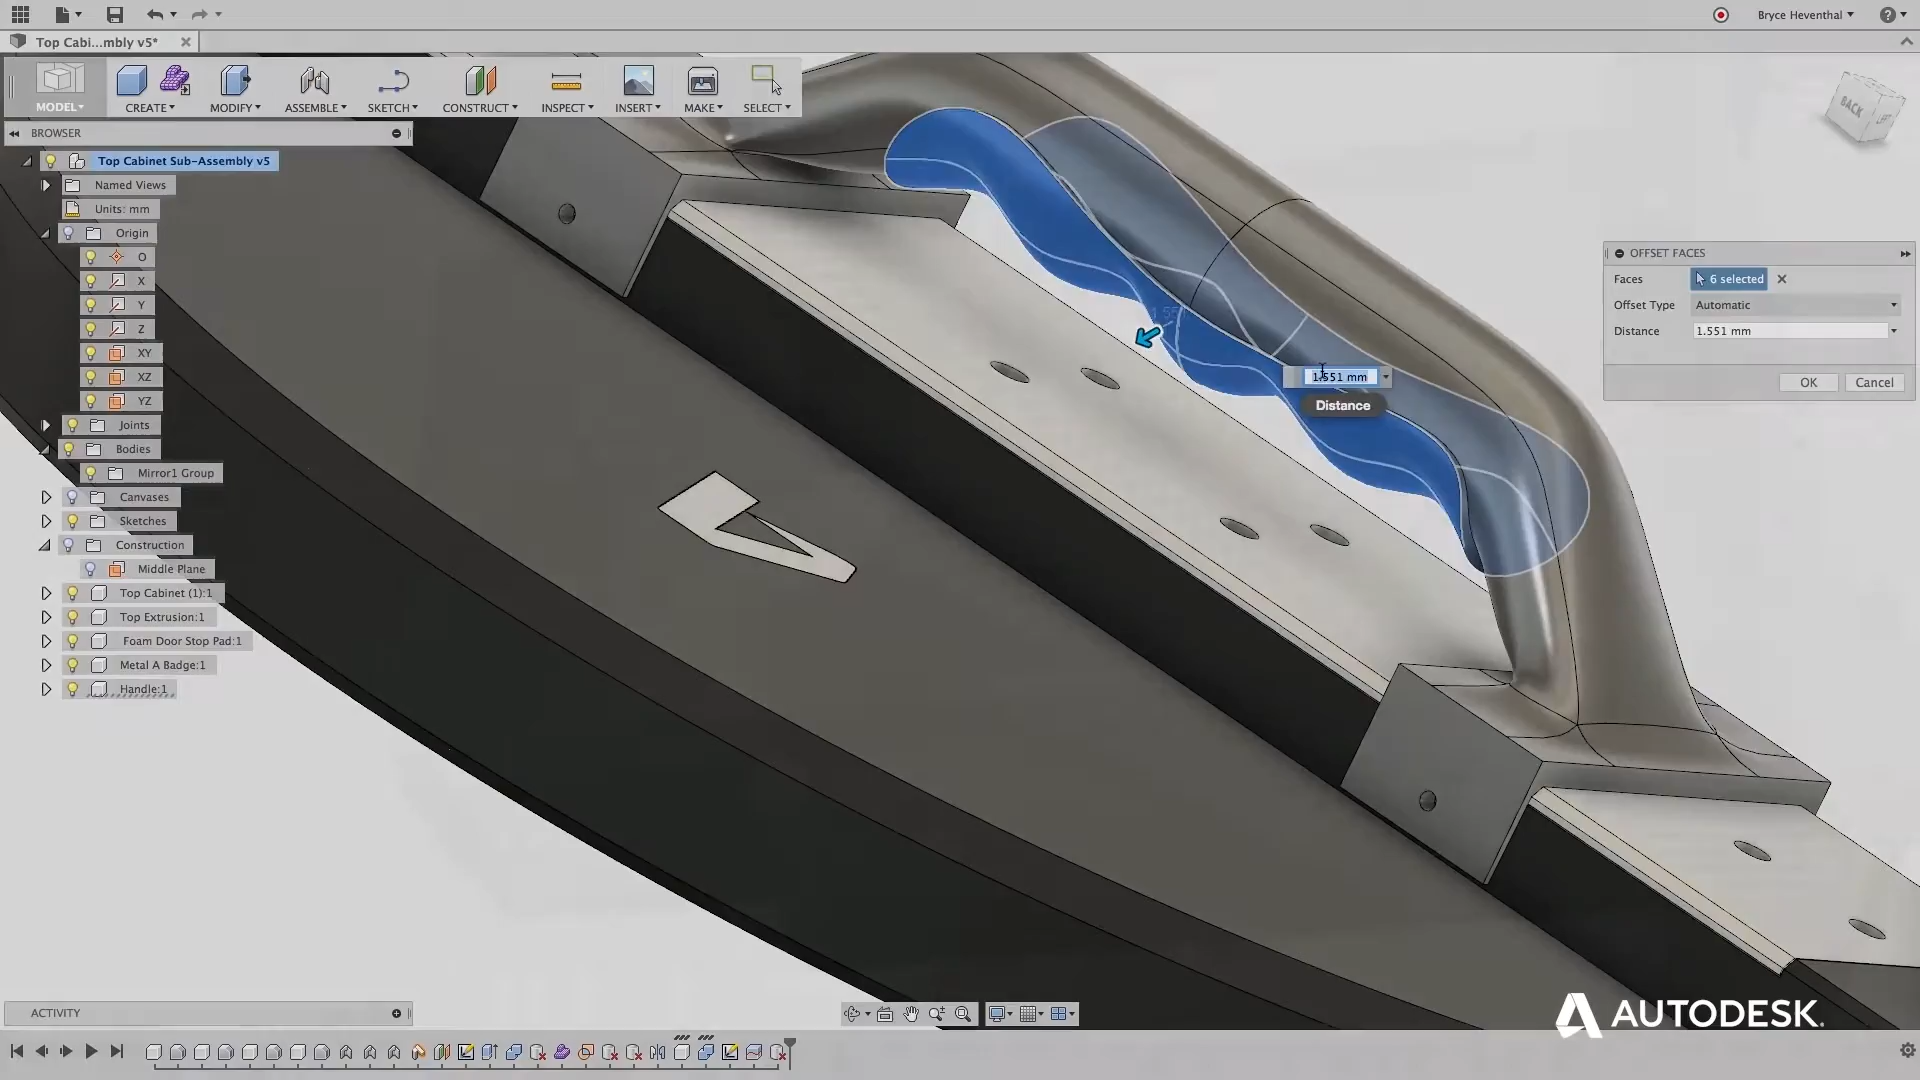 Bryce Heventhal
Top Cabi...mbly v5*
MODEL
CREATE
MODIFY
ASSEMBLE
SKETCH
CONSTRUCT
INSPECT
INSERT
MAKE
SELECT
BROWSER
Top Cabinet Sub-Assembly v5
Named Views
Units: mm
Origin
O
X
Y
Z
XY
XZ
YZ
Joints
Bodies
Mirror1 Group
Canvases
Sketches
Construction
Middle Plane
Top Cabinet (1):1
Top Extrusion:1
Foam Door Stop Pad:1
Metal A Badge:1
Handle:1
BACK
LEFT
OFFSET FACES
Faces
6 selected
Offset Type
Automatic
Distance
1.551 mm
OK
Cancel
1.551 mm
Distance
ACTIVITY
AUTODESK.